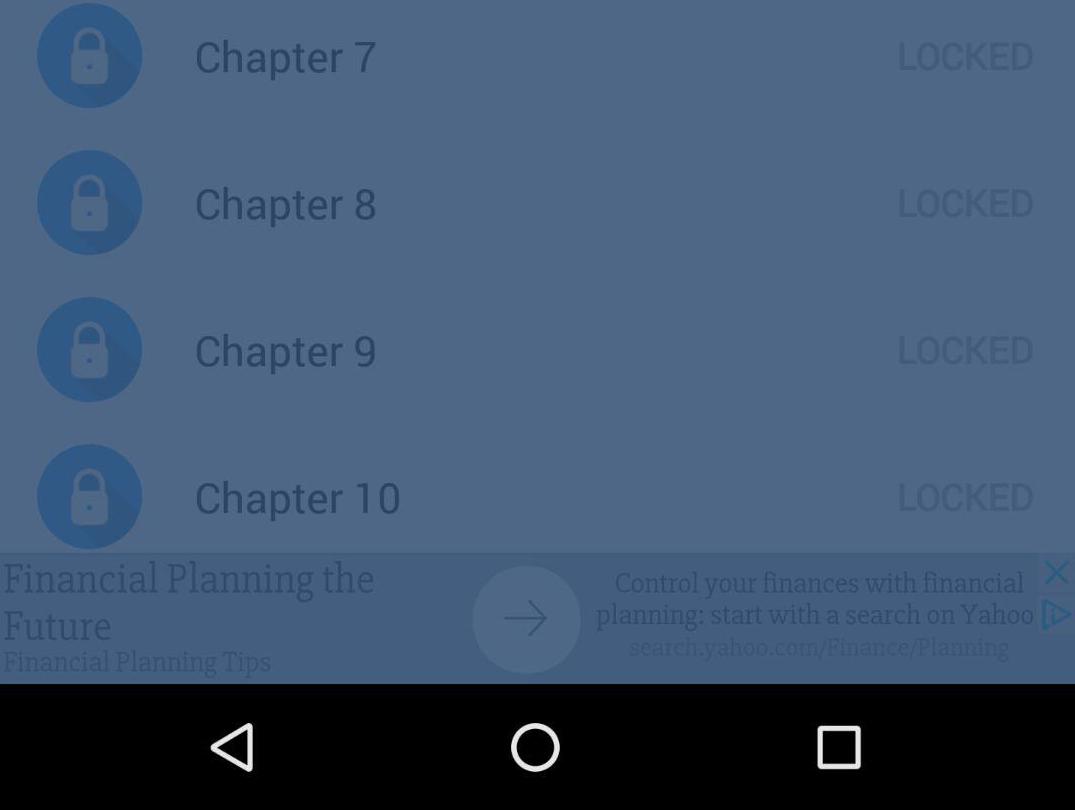 Chapter 7 LOCKED
Chapter 8 LOCKED
Chapter 9 LOCKED
Chapter 10 LOCKED
Financial Planning the
Future
Financial Planning Tips
Control your finances with financial
planning: start with a search on Yahoo
search.yahoo.com/Finance/Planning